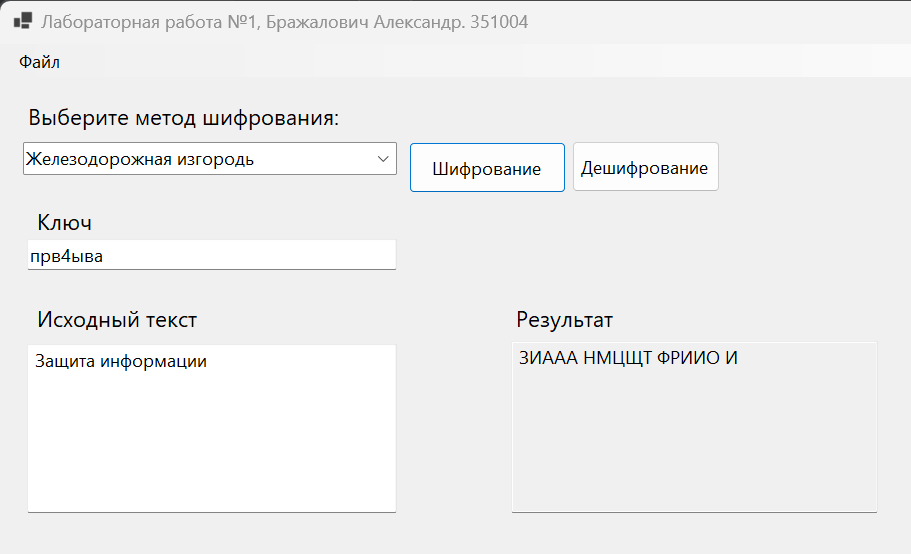 Лабораторная работа №1, Бражалович Александр. 351004
Файл
Выберите метод шифрования:
Железодорожная изгородь
Шифрование
Дешифрование
Ключ
прв4ыва
Исходный текст
Результат
Защита информации
ЗИААА НМЦЩТ ФРИИО И